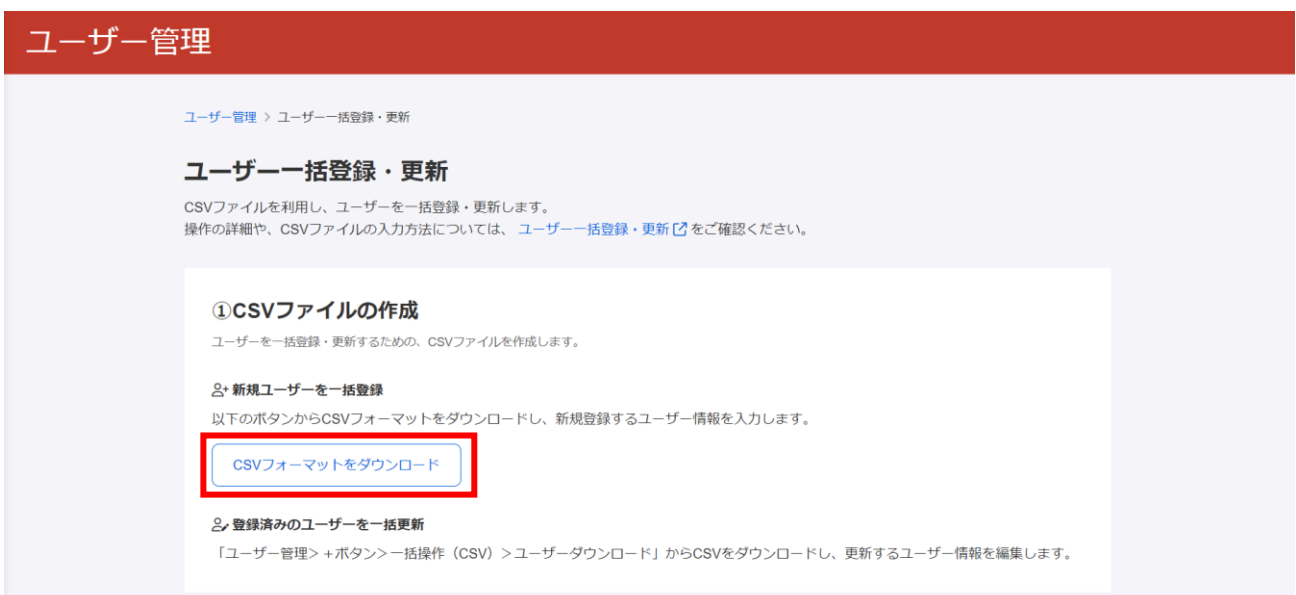 ユーザー管理
ユーザー管理 > ユーザー一括登録・更新
ユーザー一括登録・更新
CSVファイルを利用し、ユーザーを一括登録・更新します。
操作の詳細や、CSVファイルの入力方法については、 ユーザー一括登録・更新 をご確認ください。
①CSVファイルの作成
ユーザーを一括登録・更新するための、CSVファイルを作成します。
新規ユーザーを一括登録
以下のボタンからCSVフォーマットをダウンロードし、新規登録するユーザー情報を入力します。
CSVフォーマットをダウンロード
登録済みのユーザーを一括更新
「ユーザー管理>+ボタン>一括操作（CSV）>ユーザーダウンロード」からCSVをダウンロードし、更新するユーザー情報を編集します。